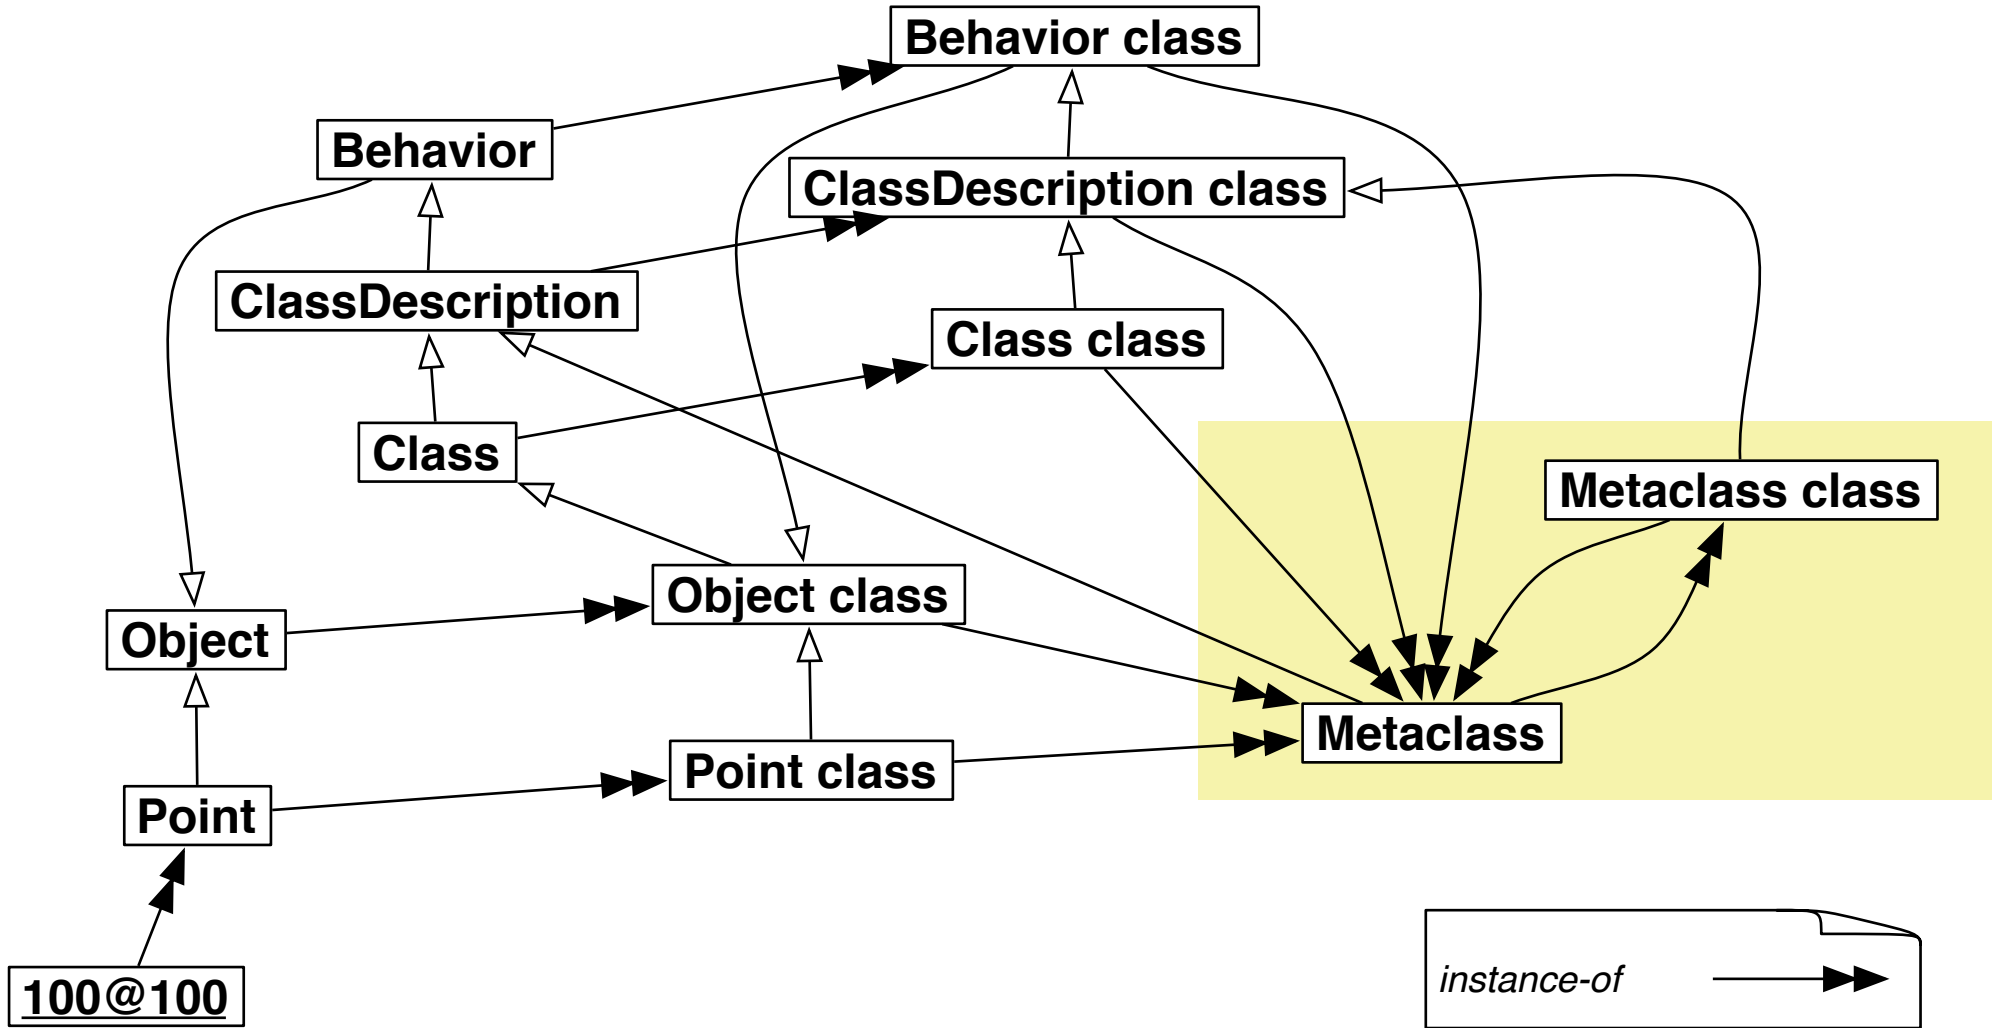 Behavior class
Behavior
ClassDescription class
ClassDescription
Class class
Class
Metaclass class
Object class
Object
Metaclass
Point class
Point
100@100
instance-of